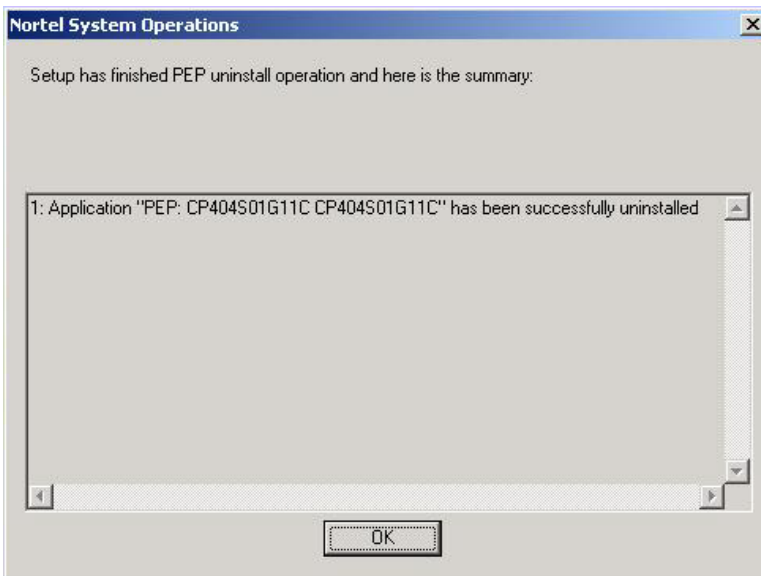 Nortel System Operations
Setup has finished PEP uninstall operation and here is the summary:
1: Application "PEP: CP404S01G11C CP404S01G11C" has been successfully uninstalled
OK